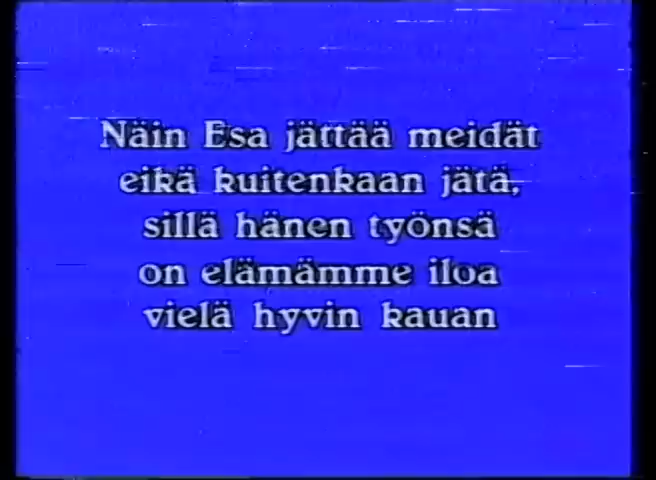 Näin Esa jättää meidät
eikä kuitenkaan jätä,
sillä hänen työnsä
on elämämme iloa
vielä hyvin kauan